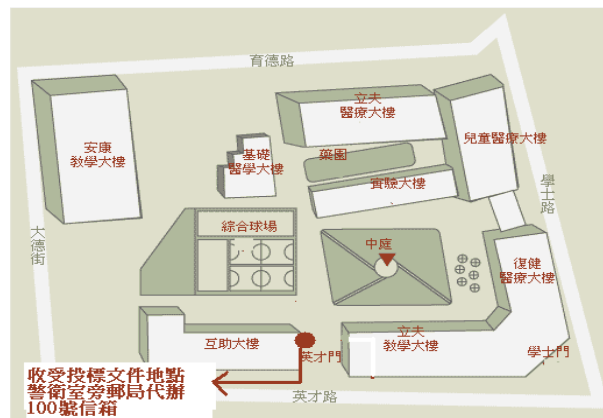 育德路
立夫
醫療大樓
兒童醫療大樓
安康
教學大樓
基礎
醫學大樓
藥園
實驗大樓
學士路
綜合球場
中庭
大德街
復健
醫療大樓
互助大樓
英才門
立夫
教學大樓
學士門
收受投標文件地點
警衛室旁郵局代辦
100號信箱
英才路